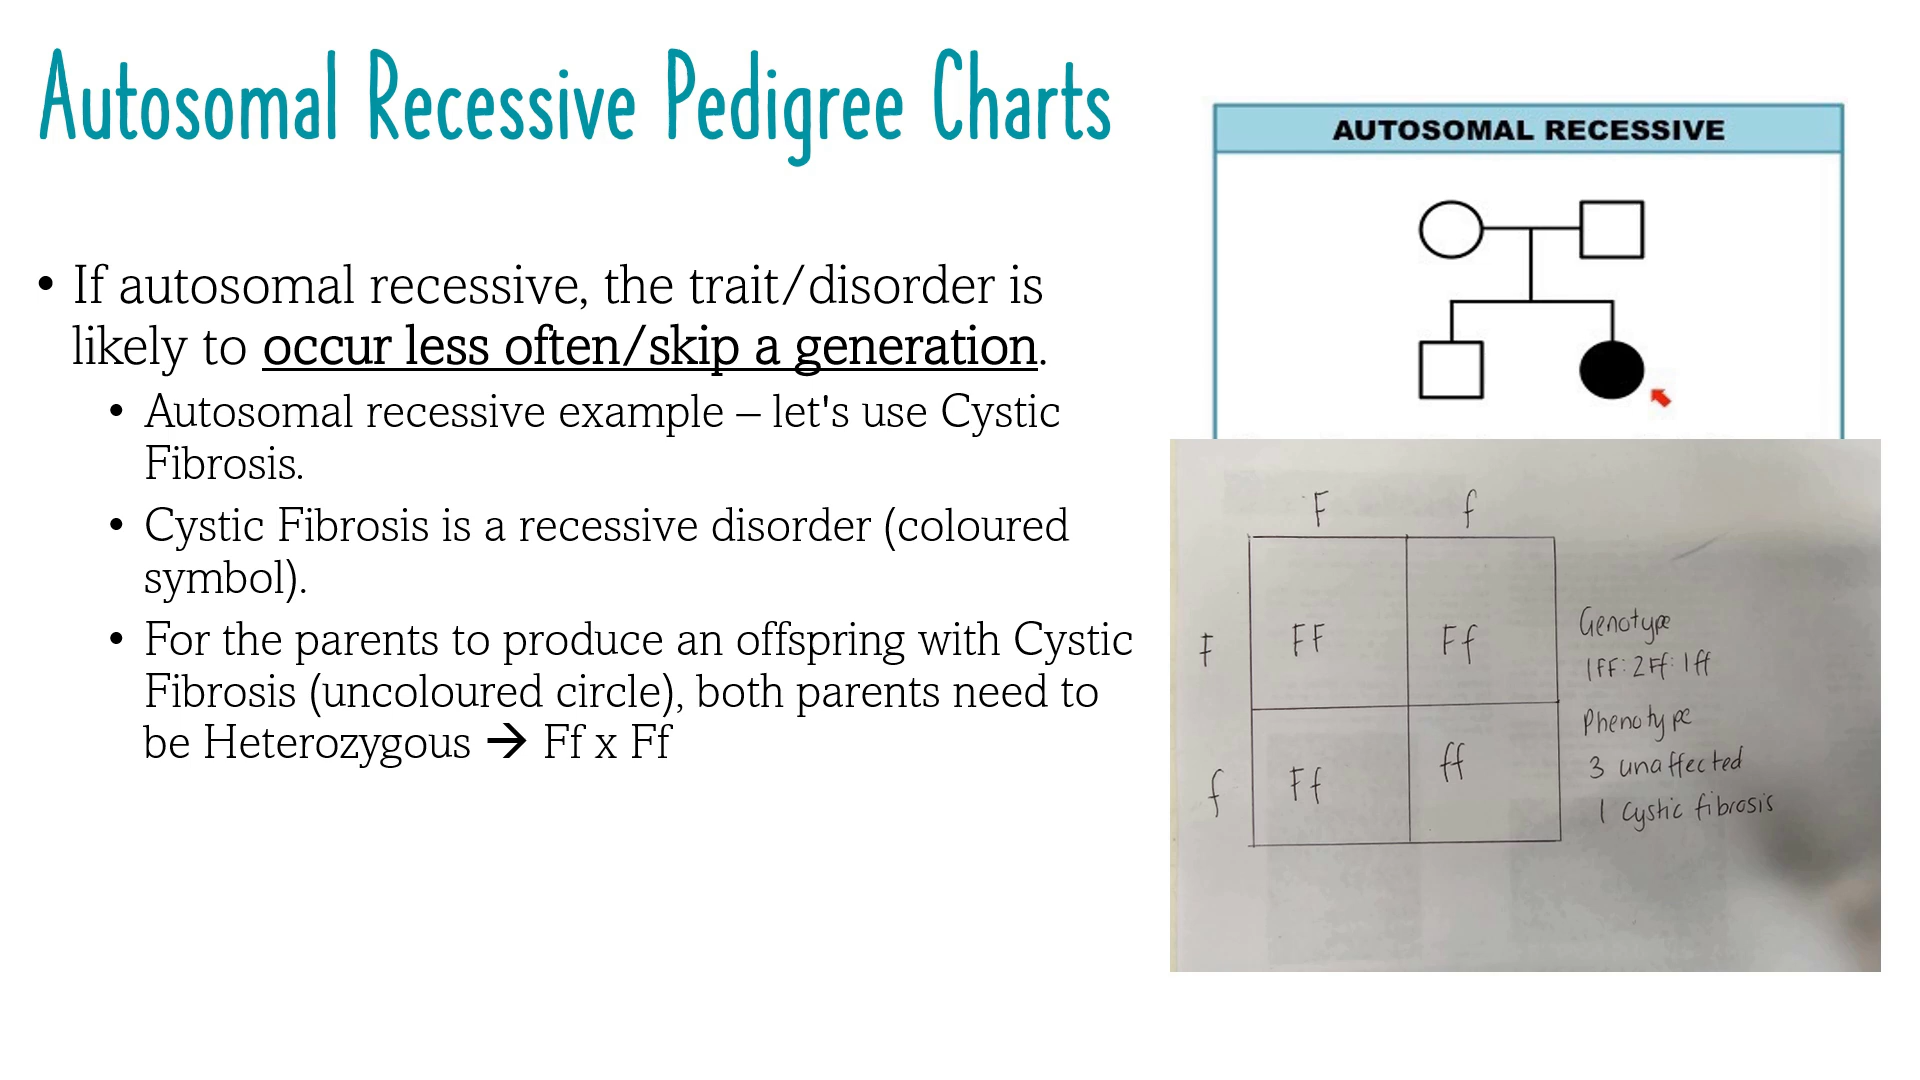 Autosomal Recessive Pedigree Charts
• If autosomal recessive, the trait/disorder is
likely to occur less often/skip a generation.
• Autosomal recessive example – let's use Cystic
Fibrosis.
• Cystic Fibrosis is a recessive disorder (coloured
symbol).
• For the parents to produce an offspring with Cystic
Fibrosis (uncoloured circle), both parents need to
be Heterozygous → Ff x Ff
AUTOSOMAL RECESSIVE
F f
F FF Ff
f Ff ff
Genotype
1FF:2Ff:1ff
Phenotype
3 unaffected
1 cystic fibrosis